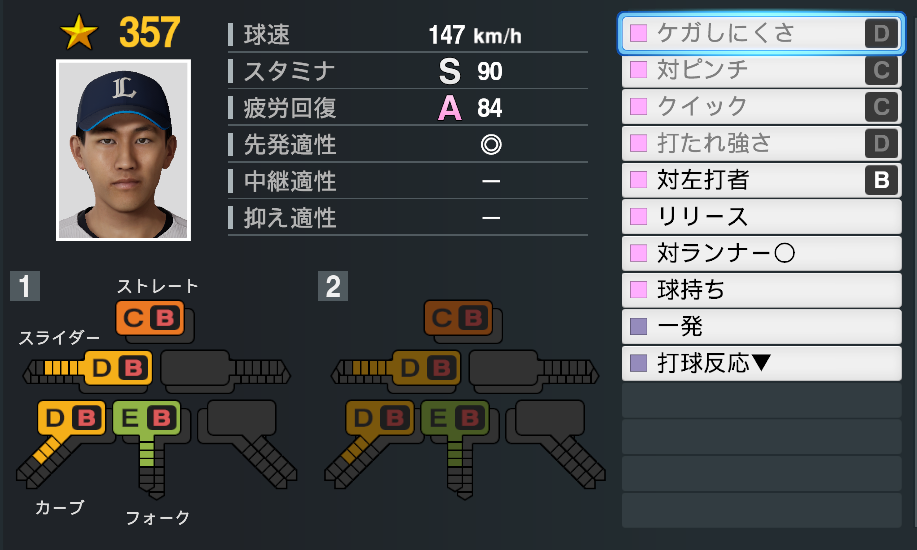 ★ 357
L
球速 147 km/h
スタミナ S 90
疲労回復 A 84
先発適性 ◎
中継適性 ー
抑え適性 ー
ケガしにくさ D
対ピンチ C
クイック C
打たれ強さ D
対左打者 B
リリース
対ランナー〇
球持ち
一発
打球反応▼
1
ストレート
C B
スライダー
D B
D B
E B
カーブ
フォーク
2
C B
D B
D B
E B